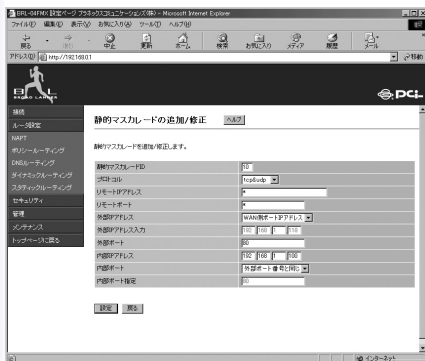 BRL-04FMX 設定ページ プラネックスコミュニケーションズ(株) - Microsoft Internet Explorer
ファイル(F) 編集(E) 表示(V) お気に入り(A) ツール(T) ヘルプ(H)
戻る 中止 更新 ホーム 検索 お気に入り メディア 履歴 メール
アドレス(D) http://192.168.0.1 移動
BROAD LANNER
PCi
接続
ルータ設定
NAPT
ポリシールーティング
DNSルーティング
ダイナミックルーティング
スタティックルーティング
セキュリティ
管理
メンテナンス
トップページに戻る
静的マスカレードの追加/修正 ヘルプ
静的マスカレードを追加/修正します。
静的マスカレードID 10
プロトコル tcp&udp
リモートIPアドレス *
リモートポート *
外部IPアドレス WAN側ポートIPアドレス
外部IPアドレス入力 192 168 1 110
外部ポート 80
内部IPアドレス 192 168 1 100
内部ポート 外部ポート番号と同じ
内部ポート指定 80
設定 戻る
インターネット